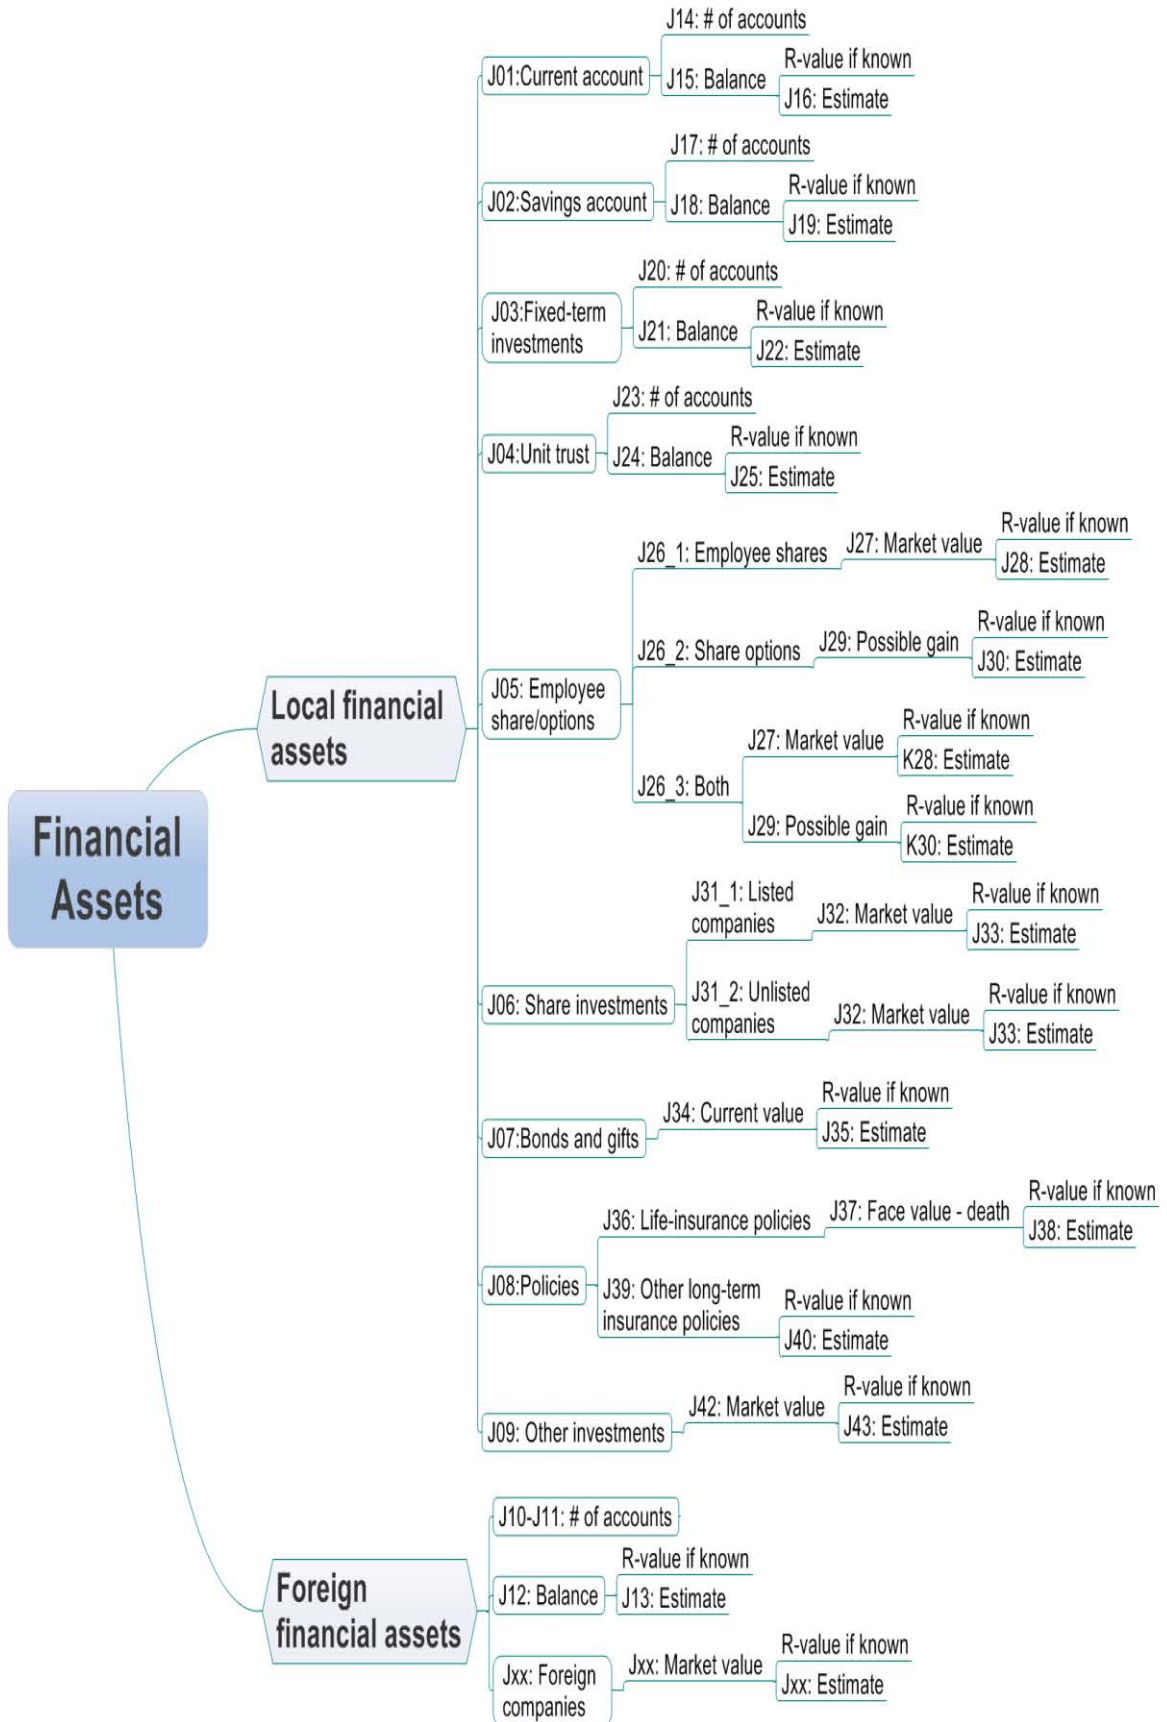 Financial
Assets
Local financial
assets
J01:Current account
J14: # of accounts
J15: Balance
R-value if known
J16: Estimate
J02:Savings account
J17: # of accounts
J18: Balance
R-value if known
J19: Estimate
J03:Fixed-term
investments
J20: # of accounts
J21: Balance
R-value if known
J22: Estimate
J04:Unit trust
J23: # of accounts
J24: Balance
R-value if known
J25: Estimate
J05: Employee
share/options
J26_1: Employee shares
J27: Market value
R-value if known
J28: Estimate
J26_2: Share options
J29: Possible gain
R-value if known
J30: Estimate
J26_3: Both
J27: Market value
R-value if known
K28: Estimate
J29: Possible gain
R-value if known
K30: Estimate
J06: Share investments
J31_1: Listed
companies
J32: Market value
R-value if known
J33: Estimate
J31_2: Unlisted
companies
J32: Market value
R-value if known
J33: Estimate
J07:Bonds and gifts
J34: Current value
R-value if known
J35: Estimate
J08:Policies
J36: Life-insurance policies
J37: Face value - death
R-value if known
J38: Estimate
J39: Other long-term
insurance policies
R-value if known
J40: Estimate
J09: Other investments
J42: Market value
R-value if known
J43: Estimate
Foreign
financial assets
J10-J11: # of accounts
J12: Balance
R-value if known
J13: Estimate
Jxx: Foreign
companies
Jxx: Market value
R-value if known
Jxx: Estimate